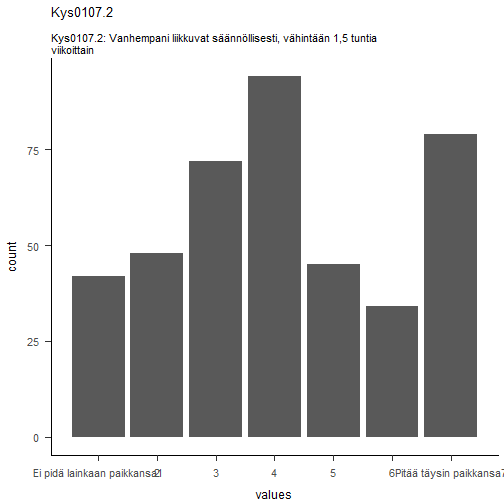 Kys0107.2
Kys0107.2: Vanhempani liikkuvat säännöllisesti, vähintään 1,5 tuntia
viikoittain
75
50
25
0
count
Ei pidä lainkaan paikkansa1 2 3 4 5 6 Pitää täysin paikkansa7
values